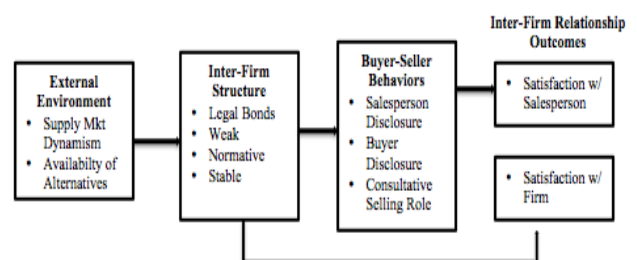 External
Environment
• Supply Mkt
Dynamism
• Availabilty of
Alternatives
Inter-Firm
Structure
• Legal Bonds
• Weak
• Normative
• Stable
Buyer-Seller
Behaviors
• Salesperson
Disclosure
• Buyer
Disclosure
• Consultative
Selling Role
Inter-Firm Relationship
Outcomes
• Satisfaction w/
Salesperson
• Satisfaction w/
Firm